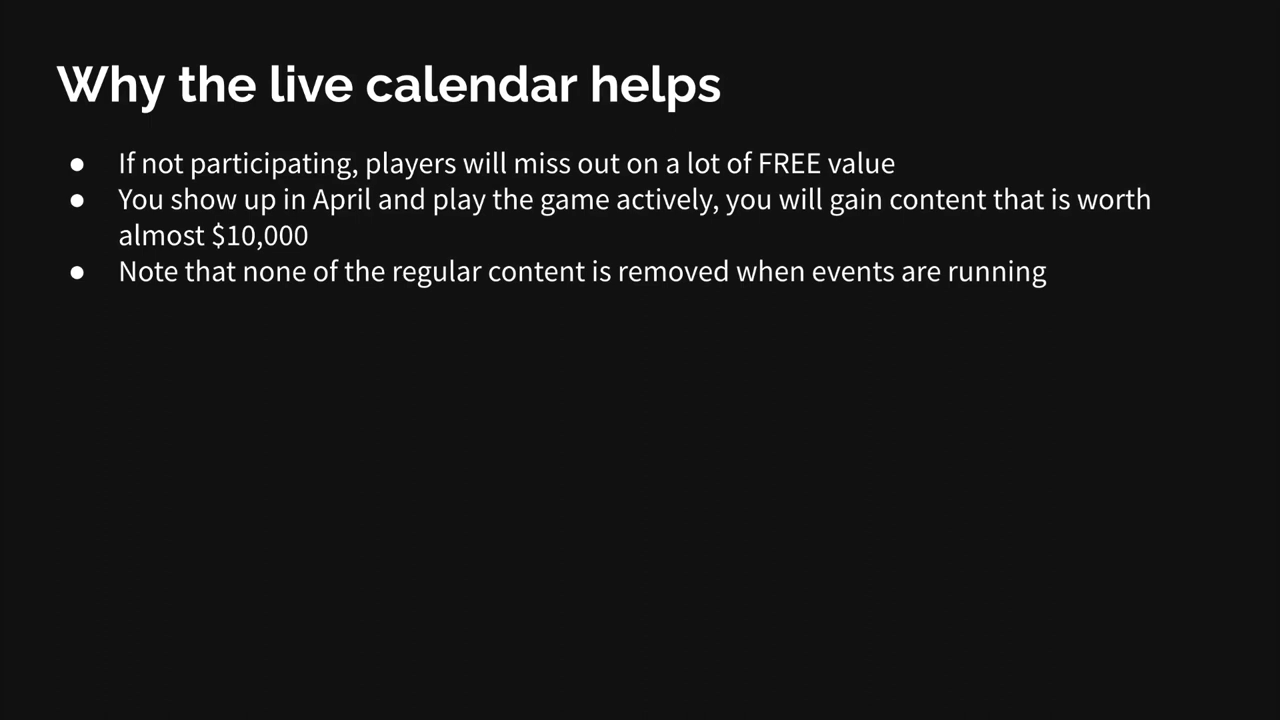 Why the live calendar helps
● If not participating, players will miss out on a lot of FREE value
● You show up in April and play the game actively, you will gain content that is worth
almost $10,000
● Note that none of the regular content is removed when events are running